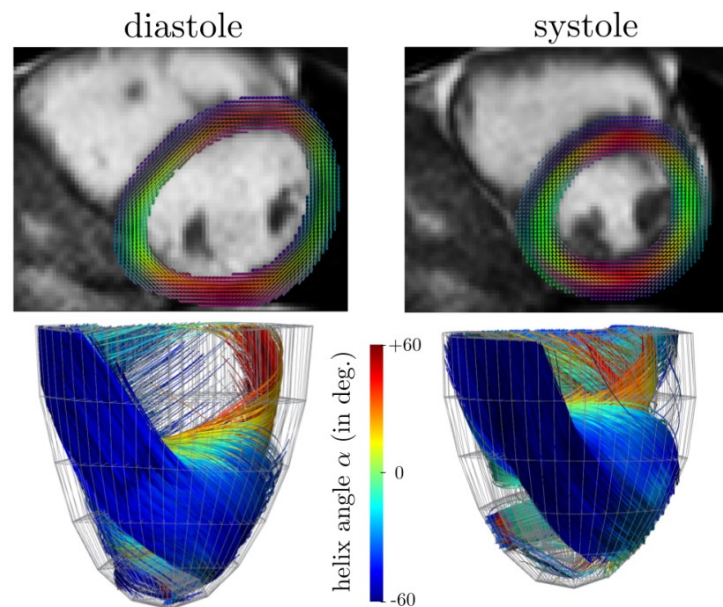 diastole
systole
+60
0
-60
helix angle α (in deg.)